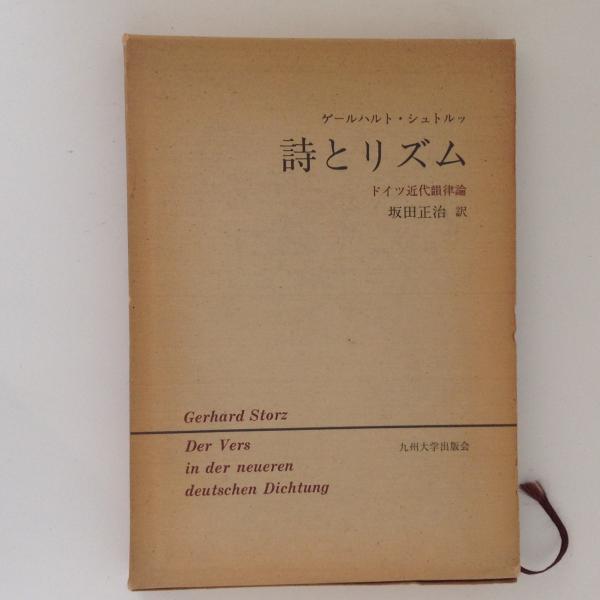 ゲールハルト・シュトルッ
詩とリズム
ドイツ近代韻律論
坂田正治 訳
Gerhard Storz
Der Vers
in der neueren
deutschen Dichtung
九州大学出版会